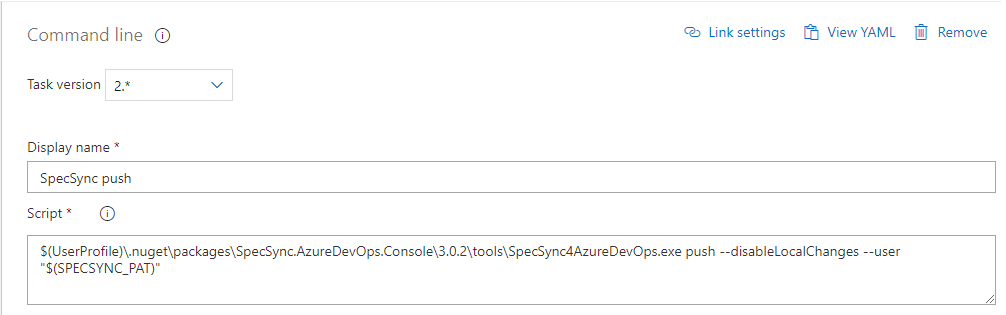 Command line
Link settings View YAML Remove
Task version 2.*
Display name *
SpecSync push
Script *
$(UserProfile)\.nuget\packages\SpecSync.AzureDevOps.Console\3.0.2\tools\SpecSync4AzureDevOps.exe push --disableLocalChanges --user
"$(SPECSYNC_PAT)"